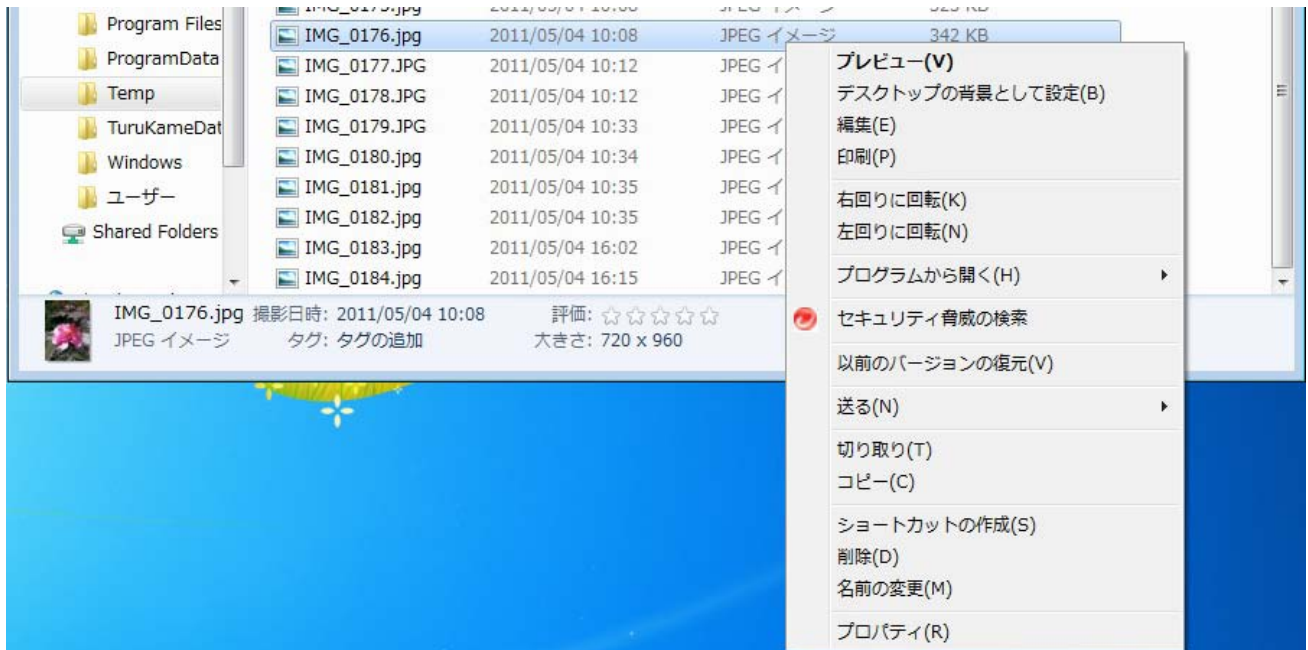 Program Files
ProgramData
Temp
TuruKameDat
Windows
ユーザー
Shared Folders
IMG_0176.jpg 2011/05/04 10:08 JPEG イメージ 342 KB
IMG_0177.JPG 2011/05/04 10:12 JPEG イ
IMG_0178.JPG 2011/05/04 10:12 JPEG イ
IMG_0179.JPG 2011/05/04 10:33 JPEG イ
IMG_0180.jpg 2011/05/04 10:34 JPEG イ
IMG_0181.jpg 2011/05/04 10:35 JPEG イ
IMG_0182.jpg 2011/05/04 10:35 JPEG イ
IMG_0183.jpg 2011/05/04 16:02 JPEG イ
IMG_0184.jpg 2011/05/04 16:15 JPEG イ
IMG_0176.jpg 撮影日時: 2011/05/04 10:08 評価:
JPEG イメージ タグ: タグの追加 大きさ: 720 x 960
プレビュー(V)
デスクトップの背景として設定(B)
編集(E)
印刷(P)
右回りに回転(K)
左回りに回転(N)
プログラムから開く(H)
セキュリティ脅威の検索
以前のバージョンの復元(V)
送る(N)
切り取り(T)
コピー(C)
ショートカットの作成(S)
削除(D)
名前の変更(M)
プロパティ(R)